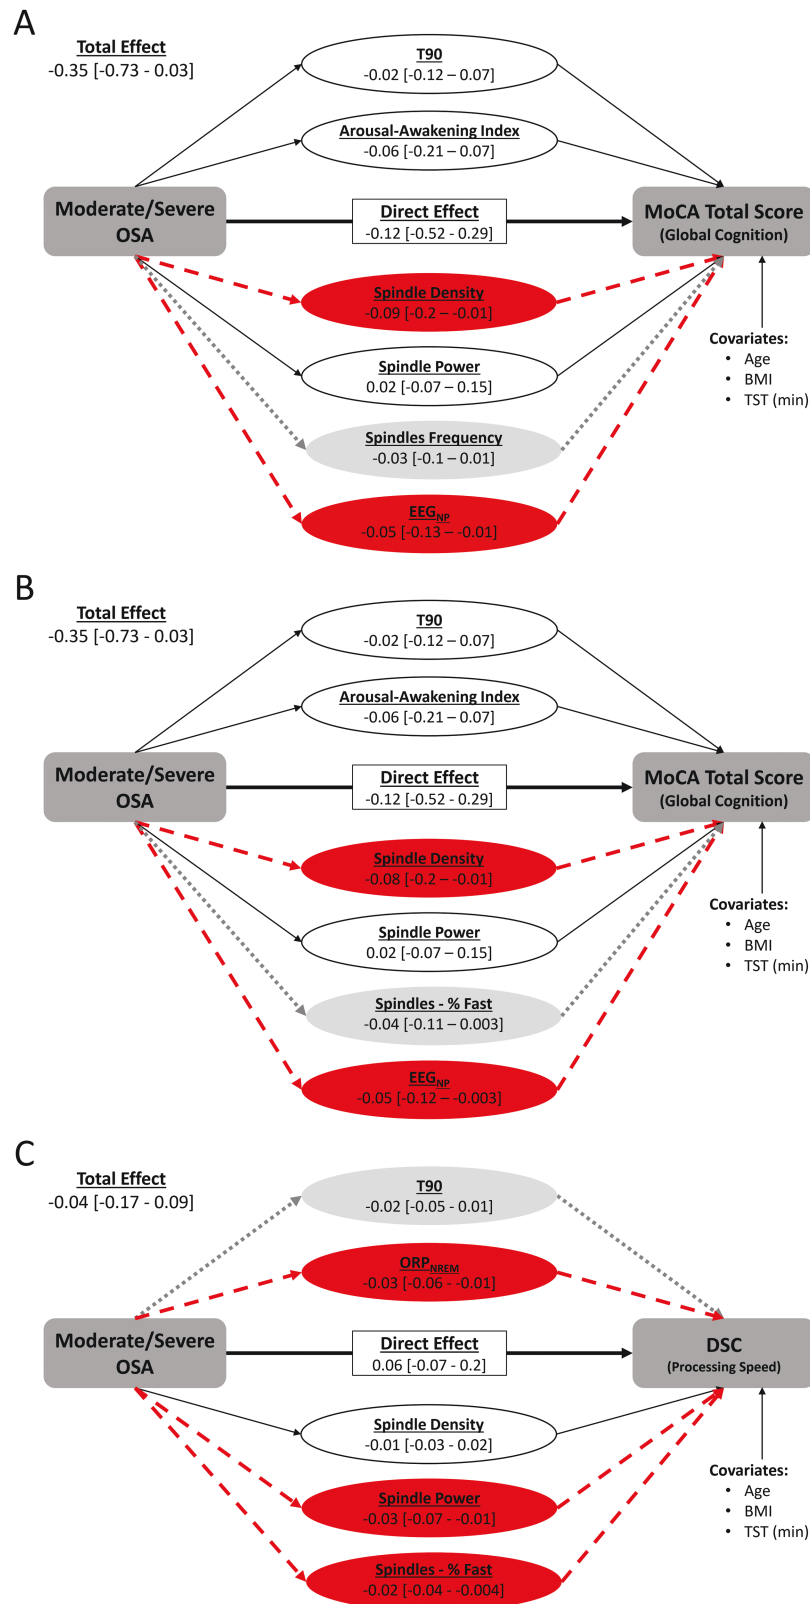 A
Total Effect
-0.35 [-0.73 - 0.03]
T90
-0.02 [-0.12 – 0.07]
Arousal-Awakening Index
-0.06 [-0.21 – 0.07]
Moderate/Severe
OSA
Direct Effect
-0.12 [-0.52 - 0.29]
MoCA Total Score
(Global Cognition)
Spindle Density
-0.09 [-0.2 – -0.01]
Spindle Power
0.02 [-0.07 – 0.15]
Spindles Frequency
-0.03 [-0.1 – 0.01]
EEGNP
-0.05 [-0.13 – -0.01]
Covariates:
• Age
• BMI
• TST (min)
B
Total Effect
-0.35 [-0.73 - 0.03]
T90
-0.02 [-0.12 – 0.07]
Arousal-Awakening Index
-0.06 [-0.21 – 0.07]
Moderate/Severe
OSA
Direct Effect
-0.12 [-0.52 - 0.29]
MoCA Total Score
(Global Cognition)
Spindle Density
-0.08 [-0.2 – -0.01]
Spindle Power
0.02 [-0.07 – 0.15]
Spindles - % Fast
-0.04 [-0.11 – 0.003]
EEGNP
-0.05 [-0.12 – -0.003]
Covariates:
• Age
• BMI
• TST (min)
C
Total Effect
-0.04 [-0.17 - 0.09]
T90
-0.02 [-0.05 - 0.01]
ORPNREM
-0.03 [-0.06 - -0.01]
Moderate/Severe
OSA
Direct Effect
0.06 [-0.07 - 0.2]
DSC
(Processing Speed)
Spindle Density
-0.01 [-0.03 - 0.02]
Spindle Power
-0.03 [-0.07 - -0.01]
Spindles - % Fast
-0.02 [-0.04 - -0.004]
Covariates:
• Age
• BMI
• TST (min)